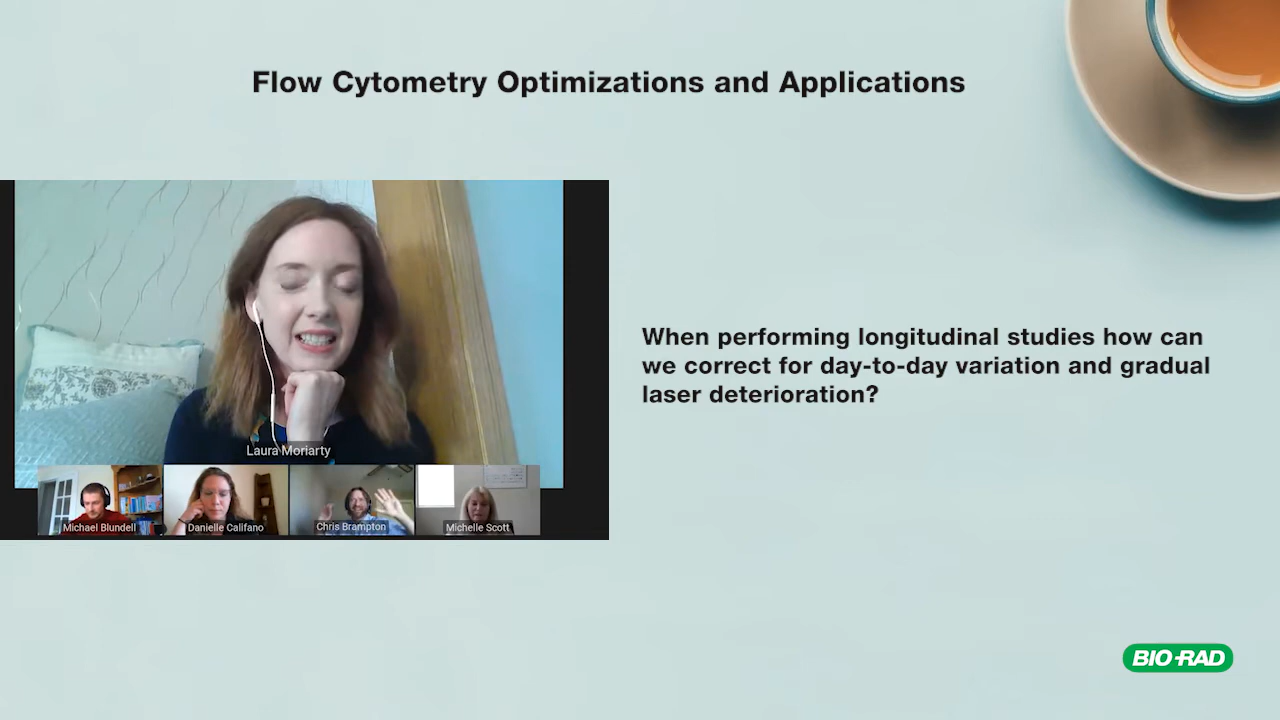 Flow Cytometry Optimizations and Applications
When performing longitudinal studies how can
we correct for day-to-day variation and gradual
laser deterioration?
Laura Moriarty
Michael Blundell
Danielle Califano
Chris Brampton
Michelle Scott
BIO-RAD